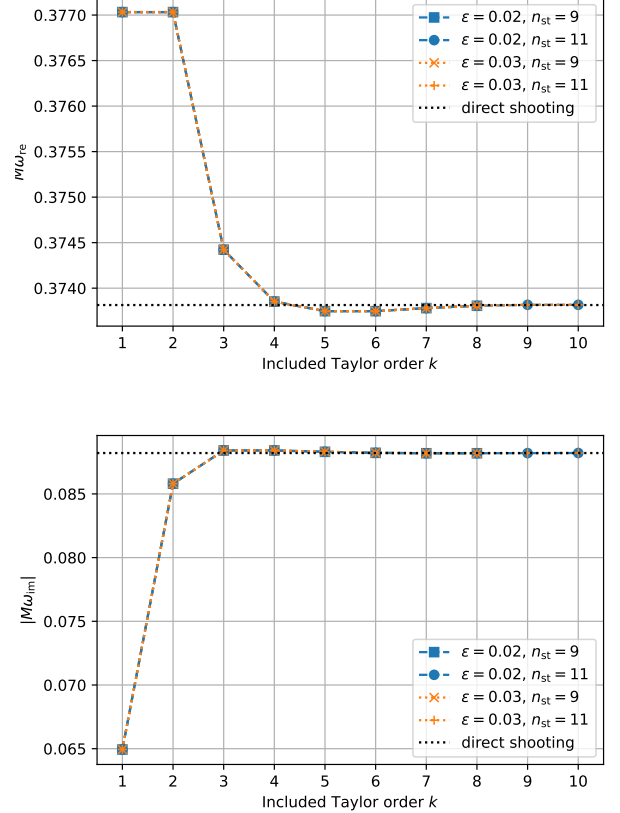 0.3770
0.3765
0.3760
0.3755
0.3750
0.3745
0.3740
Mω_re
ε = 0.02, n_st = 9
ε = 0.02, n_st = 11
ε = 0.03, n_st = 9
ε = 0.03, n_st = 11
direct shooting
1 2 3 4 5 6 7 8 9 10
Included Taylor order k
0.085
0.080
0.075
0.070
0.065
|Mω_im|
ε = 0.02, n_st = 9
ε = 0.02, n_st = 11
ε = 0.03, n_st = 9
ε = 0.03, n_st = 11
direct shooting
1 2 3 4 5 6 7 8 9 10
Included Taylor order k